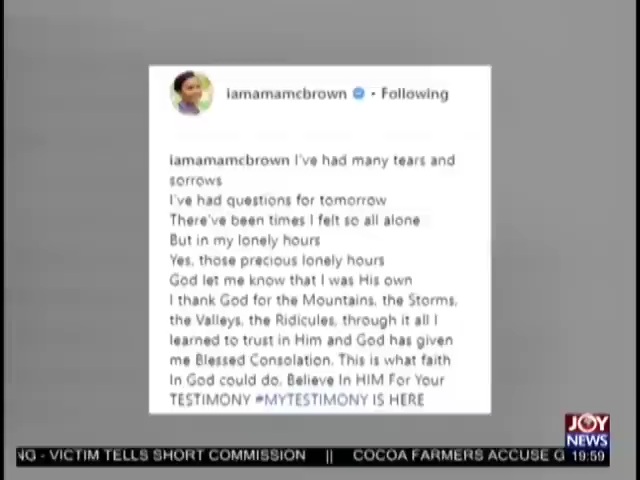 iamamamcbrown • Following
iamamamcbrown I've had many tears and
sorrows
I've had questions for tomorrow
There've been times I felt so all alone
But in my lonely hours
Yes, those precious lonely hours
God let me know that I was His own
I thank God for the Mountains, the Storms,
the Valleys, the Ridicules, through it all I
learned to trust in Him and God has given
me Blessed Consolation. This is what faith
In God could do. Believe In HIM For Your
TESTIMONY #MYTESTIMONY IS HERE
JOY
NEWS
NG - VICTIM TELLS SHORT COMMISSION || COCOA FARMERS ACCUSE G 19:59